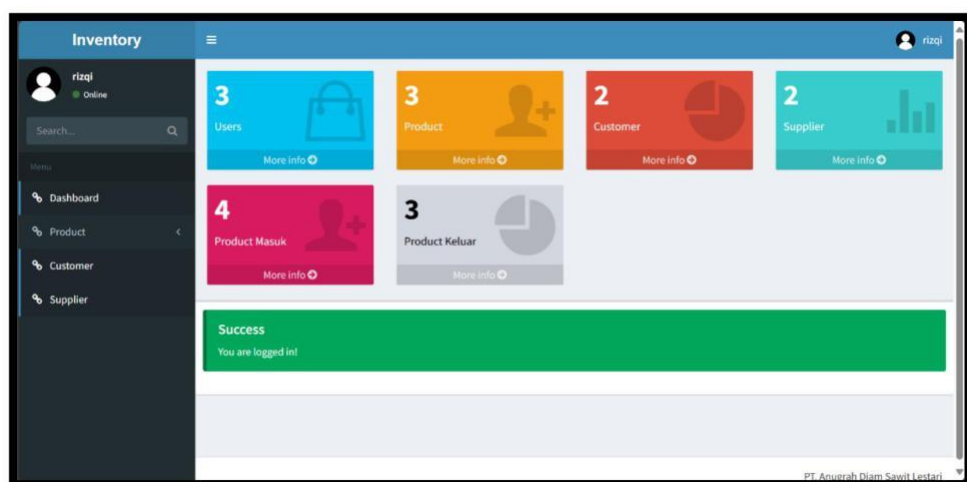 Inventory
rizqi
rizqi
Online
Search...
Menu
Dashboard
Product
Customer
Supplier
3
Users
More info
3
Product
More info
2
Customer
More info
2
Supplier
More info
4
Product Masuk
More info
3
Product Keluar
More info
Success
You are logged in!
PT. Anugrah Diam Sawit Lestari